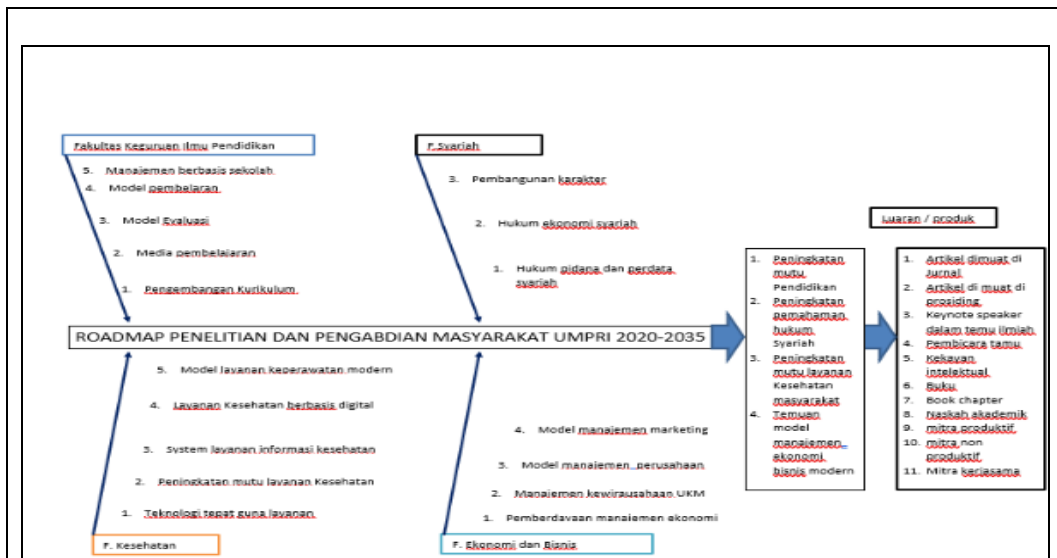 Fakultas Keguruan Ilmu Pendidikan
5. Manajemen berbasis sekolah
4. Model pembelaran
3. Model Evaluasi
2. Media pembelajaran
1. Pengembangan Kurikulum
F.Syariah
3. Pembangunan karakter
2. Hukum ekonomi syariah
1. Hukum pidana dan perdata
syariah
ROADMAP PENELITIAN DAN PENGABDIAN MASYARAKAT UMPRI 2020-2035
5. Model layanan keperawatan modern
4. Layanan Kesehatan berbasis digital
3. System layanan informasi kesehatan
2. Peningkatan mutu layanan Kesehatan
1. Teknologi tepat guna layanan
F. Kesehatan
4. Model manajemen marketing
3. Model manajemen perusahaan
2. Manajemen kewirausahaan UKM
1. Pemberdayaan manajemen ekonomi
F. Ekonomi dan Bisnis
1. Peningkatan
mutu
Pendidikan
2. Peningkatan
pemahaman
hukum
Syariah
3. Peningkatan
mutu layanan
Kesehatan
masyarakat
4. Temuan
model
manajemen
ekonomi
bisnis modern
Luaran / produk
1. Artikel dimuat di
Jurnal
2. Artikel di muat di
prosiding
3. Keynote speaker
dalam temu ilmiah
4. Pembicara tamu
5. Kekayan
intelektual
6. Buku
7. Book chapter
8. Naskah akademik
9. mitra produktif
10. mitra non
produktif
11. Mitra kerjasama